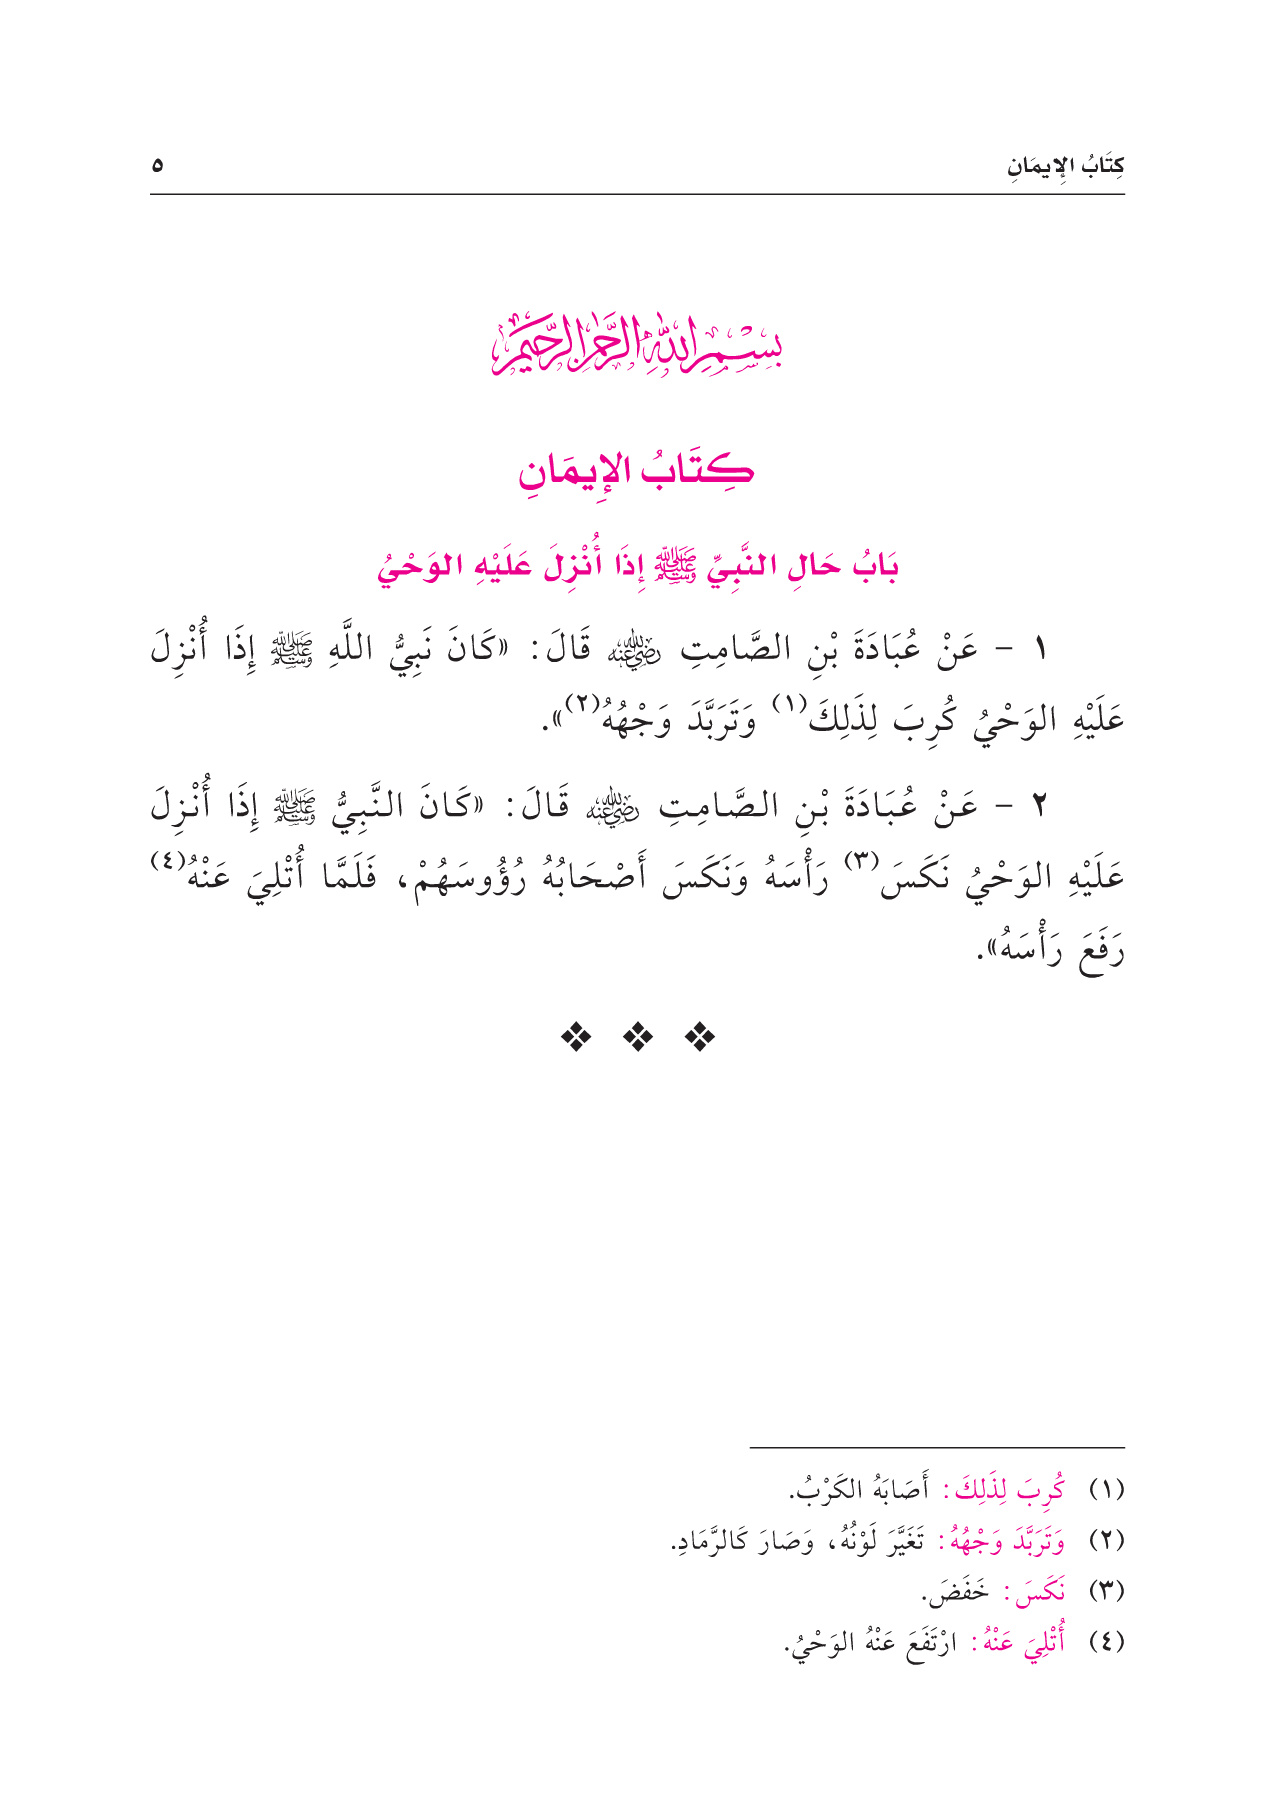 كِتَابُ الإِيمَانِ ٥
بِسْمِ اللَّهِ الرَّحْمَنِ الرَّحِيمِ
كِتَابُ الإِيمَانِ
بَابُ حَالِ النَّبِيِّ ﷺ إِذَا أُنْزِلَ عَلَيْهِ الوَحْيُ
١ - عَنْ عُبَادَةَ بْنِ الصَّامِتِ رضي الله عنه قَالَ: «كَانَ نَبِيُّ اللَّهِ ﷺ إِذَا أُنْزِلَ
عَلَيْهِ الوَحْيُ كُرِبَ لِذَلِكَ(١) وَتَرَبَّدَ وَجْهُهُ(٢)».
٢ - عَنْ عُبَادَةَ بْنِ الصَّامِتِ رضي الله عنه قَالَ: «كَانَ النَّبِيُّ ﷺ إِذَا أُنْزِلَ
عَلَيْهِ الوَحْيُ نَكَسَ(٣) رَأْسَهُ وَنَكَسَ أَصْحَابُهُ رُؤُوسَهُمْ، فَلَمَّا أُتْلِيَ عَنْهُ(٤)
رَفَعَ رَأْسَهُ».
(١) كُرِبَ لِذَلِكَ: أَصَابَهُ الكَرْبُ.
(٢) وَتَرَبَّدَ وَجْهُهُ: تَغَيَّرَ لَوْنُهُ، وَصَارَ كَالرَّمَادِ.
(٣) نَكَسَ: خَفَضَ.
(٤) أُتْلِيَ عَنْهُ: ارْتَفَعَ عَنْهُ الوَحْيُ.